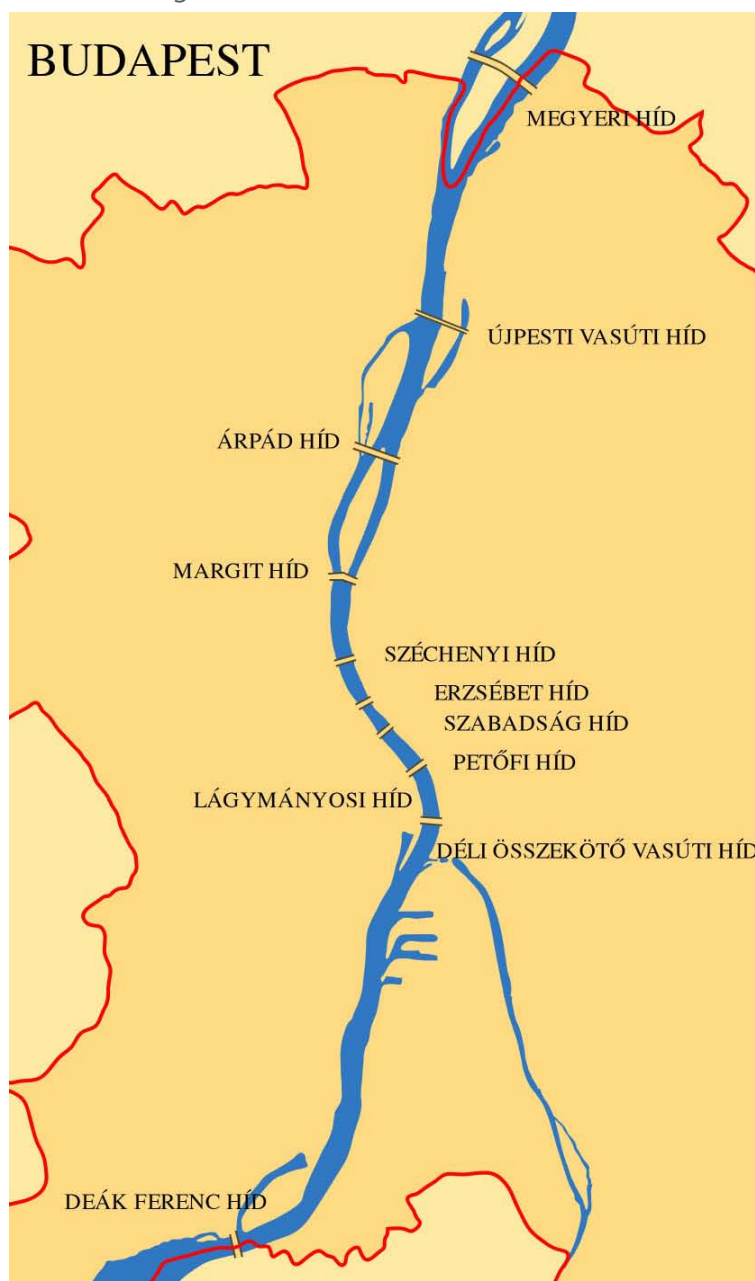 BUDAPEST
MEGYERI HÍD
ÚJPESTI VASÚTI HÍD
ÁRPÁD HÍD
MARGIT HÍD
SZÉCHENYI HÍD
ERZSÉBET HÍD
SZABADSÁG HÍD
PETŐFI HÍD
LÁGYMÁNYOSI HÍD
DÉLI ÖSSZEKÖTŐ VASÚTI HÍD
DEÁK FERENC HÍD